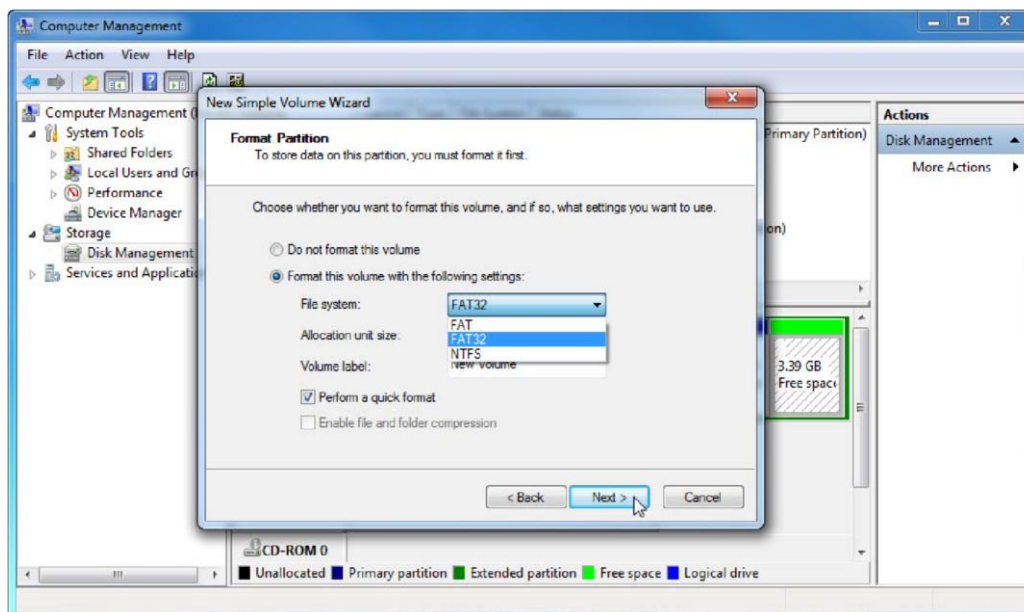 Computer Management
File Action View Help
Computer Management (
System Tools
Shared Folders
Local Users and Gr
Performance
Device Manager
Storage
Disk Management
Services and Applicati
New Simple Volume Wizard
Format Partition
To store data on this partition, you must format it first.
Choose whether you want to format this volume, and if so, what settings you want to use.
Do not format this volume
Format this volume with the following settings:
File system: FAT32
FAT
Allocation unit size: FAT32
NTFS
Volume label: New Volume
Perform a quick format
Enable file and folder compression
< Back Next > Cancel
Primary Partition)
on)
3.39 GB
Free spac
Actions
Disk Management
More Actions
CD-ROM 0
Unallocated Primary partition Extended partition Free space Logical drive